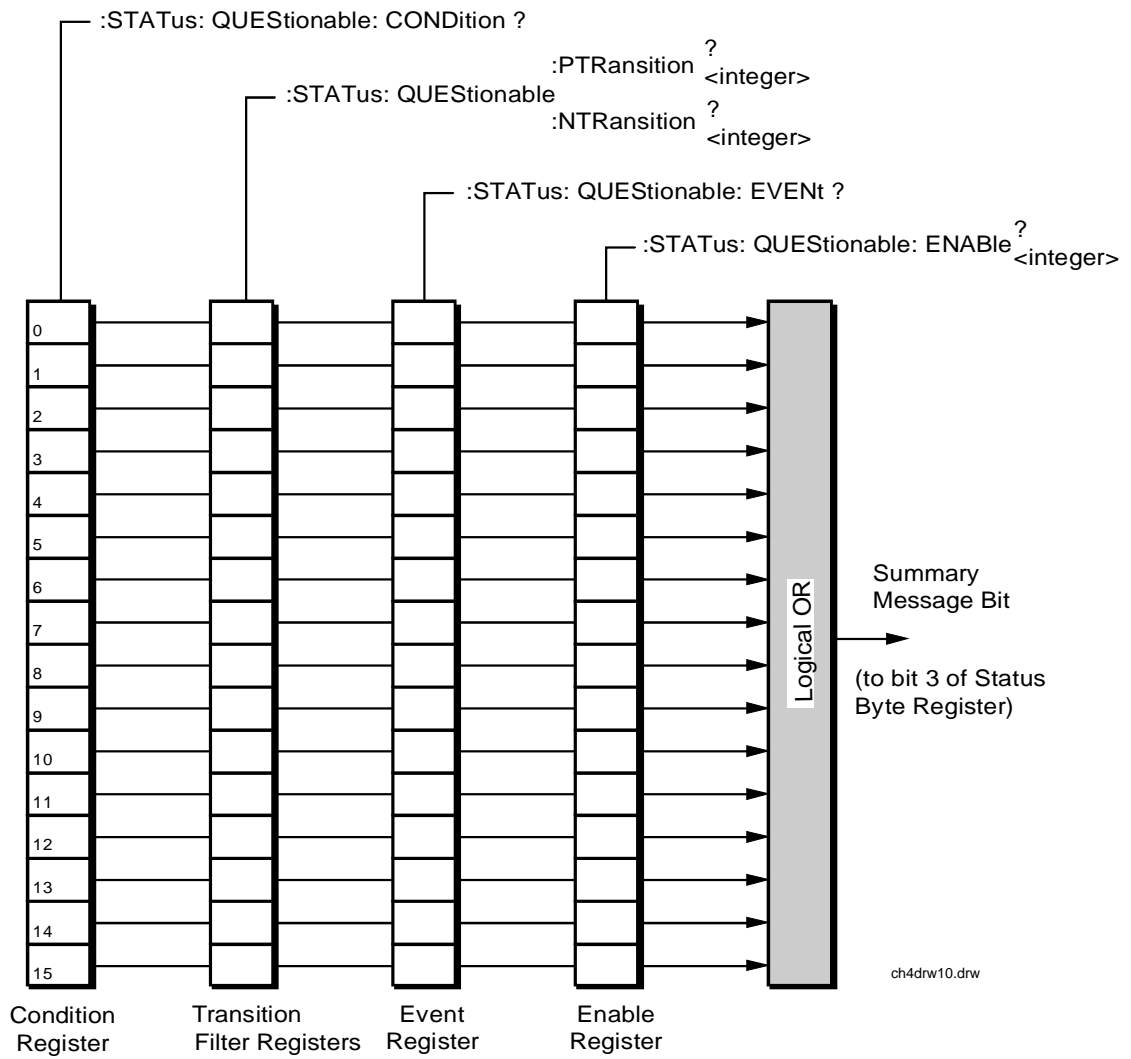 :STATus: QUEStionable: CONDition ?
?
:PTRansition <integer>
:STATus: QUEStionable
?
:NTRansition <integer>
:STATus: QUEStionable: EVENt ?
?
:STATus: QUEStionable: ENABle <integer>
0
1
2
3
4
5
6
7
8
9
10
11
12
13
14
15
Logical OR
Summary
Message Bit
(to bit 3 of Status
Byte Register)
ch4drw10.drw
Condition
Register
Transition
Filter Registers
Event
Register
Enable
Register